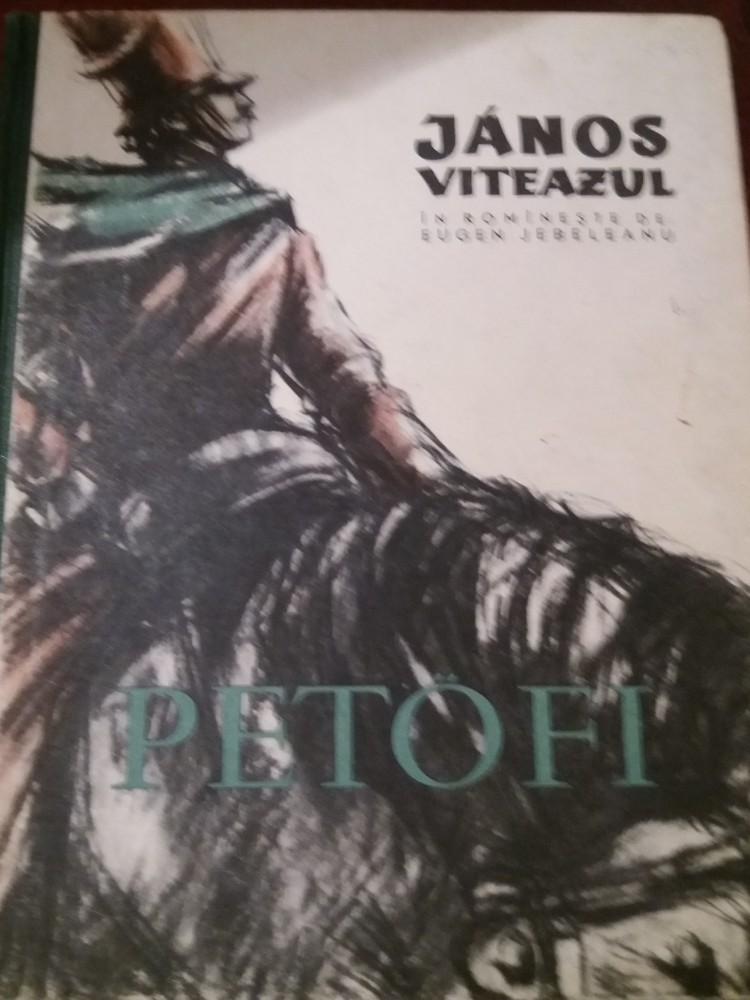 JÁNOS
VITEAZUL
ÎN ROMÎNEȘTE DE
EUGEN JEBELEANU
PETÖFI